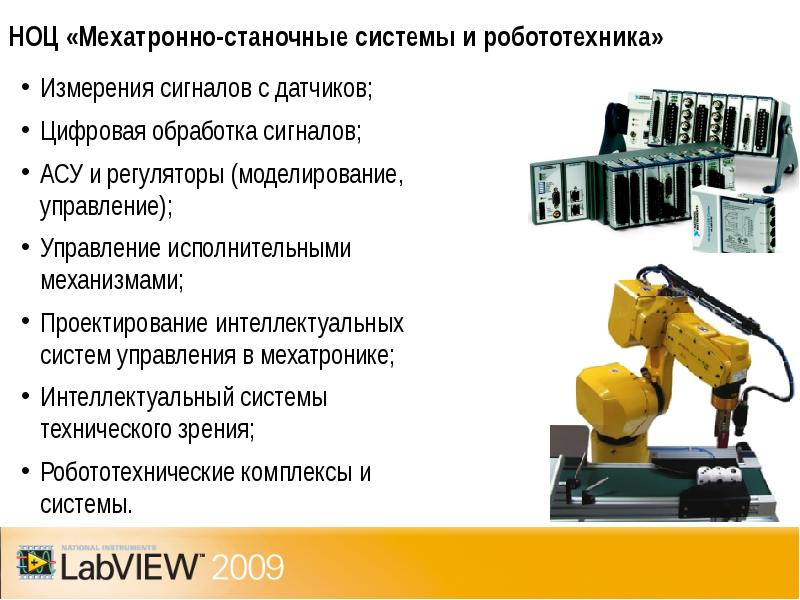 НОЦ «Мехатронно-станочные системы и робототехника»
• Измерения сигналов с датчиков;
• Цифровая обработка сигналов;
• АСУ и регуляторы (моделирование,
управление);
• Управление исполнительными
механизмами;
• Проектирование интеллектуальных
систем управления в мехатронике;
• Интеллектуальный системы
технического зрения;
• Робототехнические комплексы и
системы.
NATIONAL INSTRUMENTS
LabVIEW™ 2009